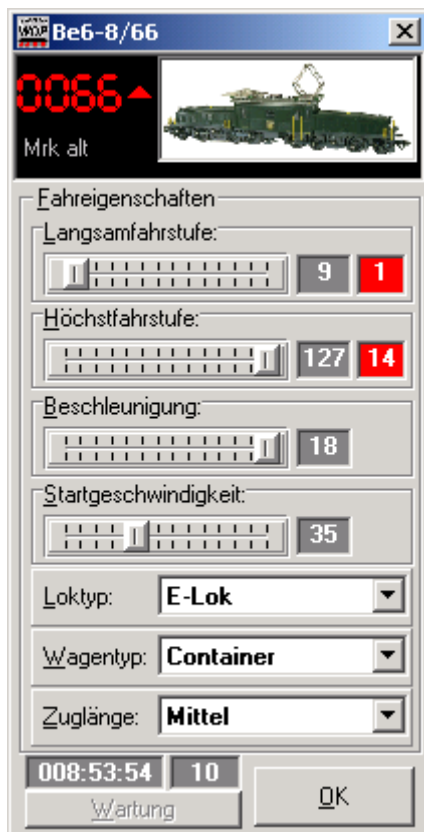 Be6-8/66
0066
Mrk alt
Fahreigenschaften
Langsamfahrstufe:
9 1
Höchstfahrstufe:
127 14
Beschleunigung:
18
Startgeschwindigkeit:
35
Loktyp: E-Lok
Wagentyp: Container
Zuglänge: Mittel
008:53:54 10
Wartung
OK